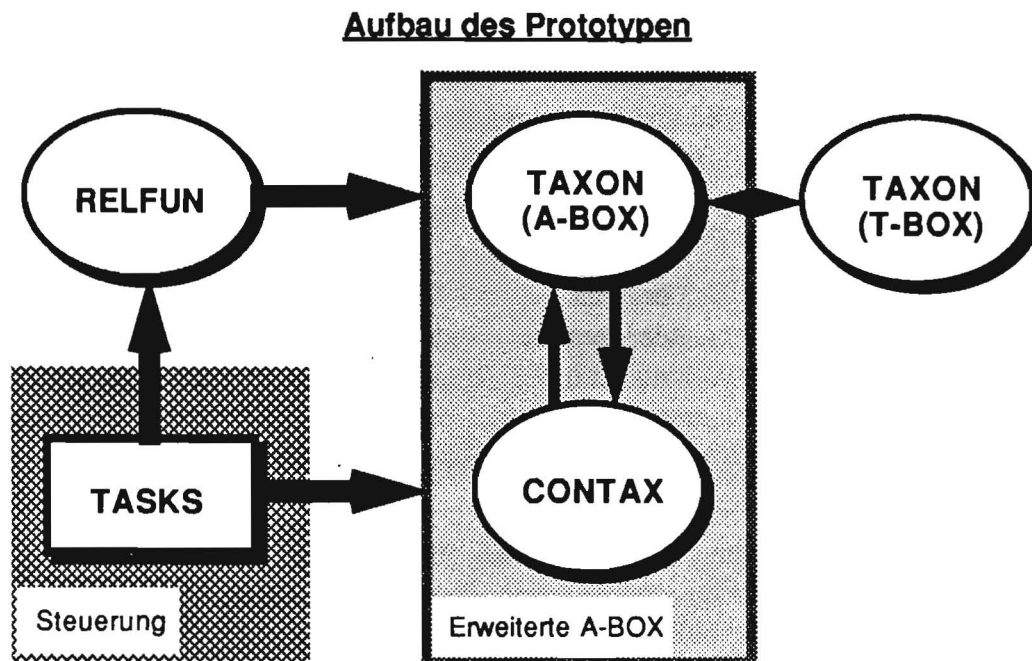 Aufbau des Prototypen
RELFUN
TAXON
(A-BOX)
TAXON
(T-BOX)
TASKS
CONTAX
Steuerung
Erweiterte A-BOX